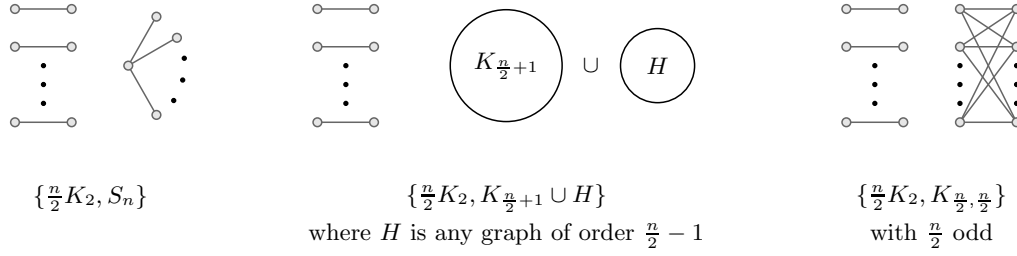 K_{\frac{n}{2}+1} ∪ H
{\frac{n}{2}K_2, S_n}
{\frac{n}{2}K_2, K_{\frac{n}{2}+1} ∪ H}
where H is any graph of order \frac{n}{2} − 1
{\frac{n}{2}K_2, K_{\frac{n}{2},\frac{n}{2}}}
with \frac{n}{2} odd